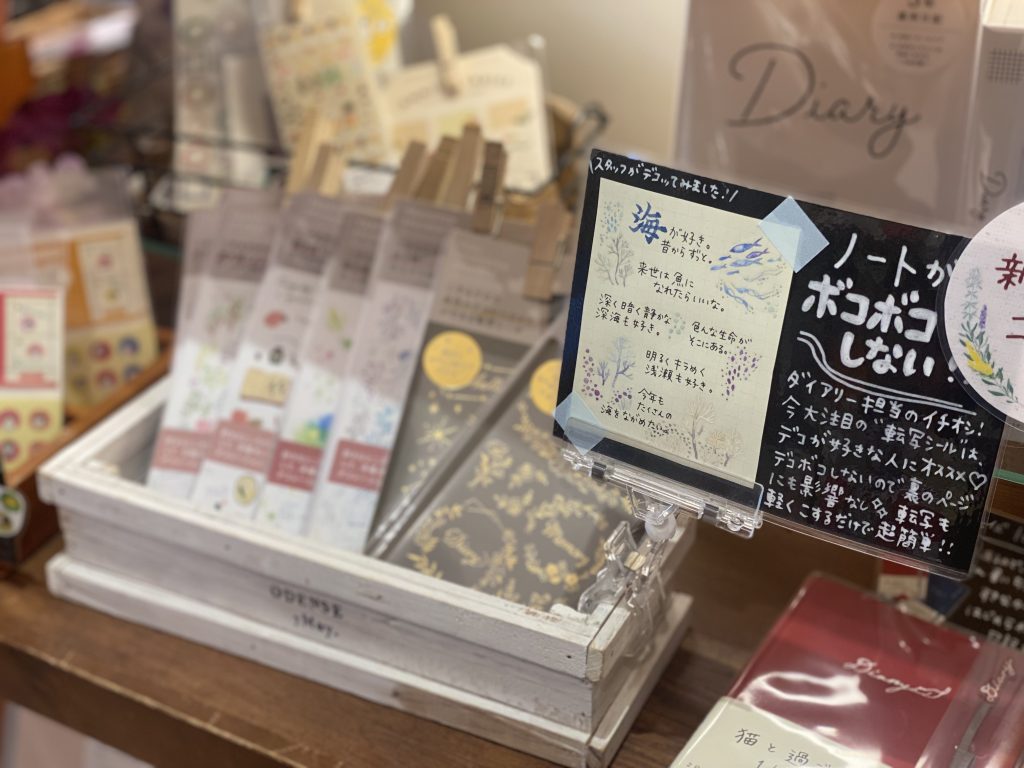 Diary
\スタッフがデコッてみました!/
海が好き。
昔からずっと。
来世は魚に
なれたらいいな。
深く暗く静かな
深海も好き。
色んな生命が
そこにある。
明るくキラめく
浅瀬も好き。
今年も
たくさんの
海をながめたい。
ノートが
ボコボコ
しない!
ダイアリー担当のイチオシ!
今大注目の"転写シール"は
デコが好きな人にオススメ♡
デコボコしないので裏のページ
にも影響なし!転写も
軽くこするだけで超簡単!!
新
ODENSE
Diary
Diary
猫と過ご